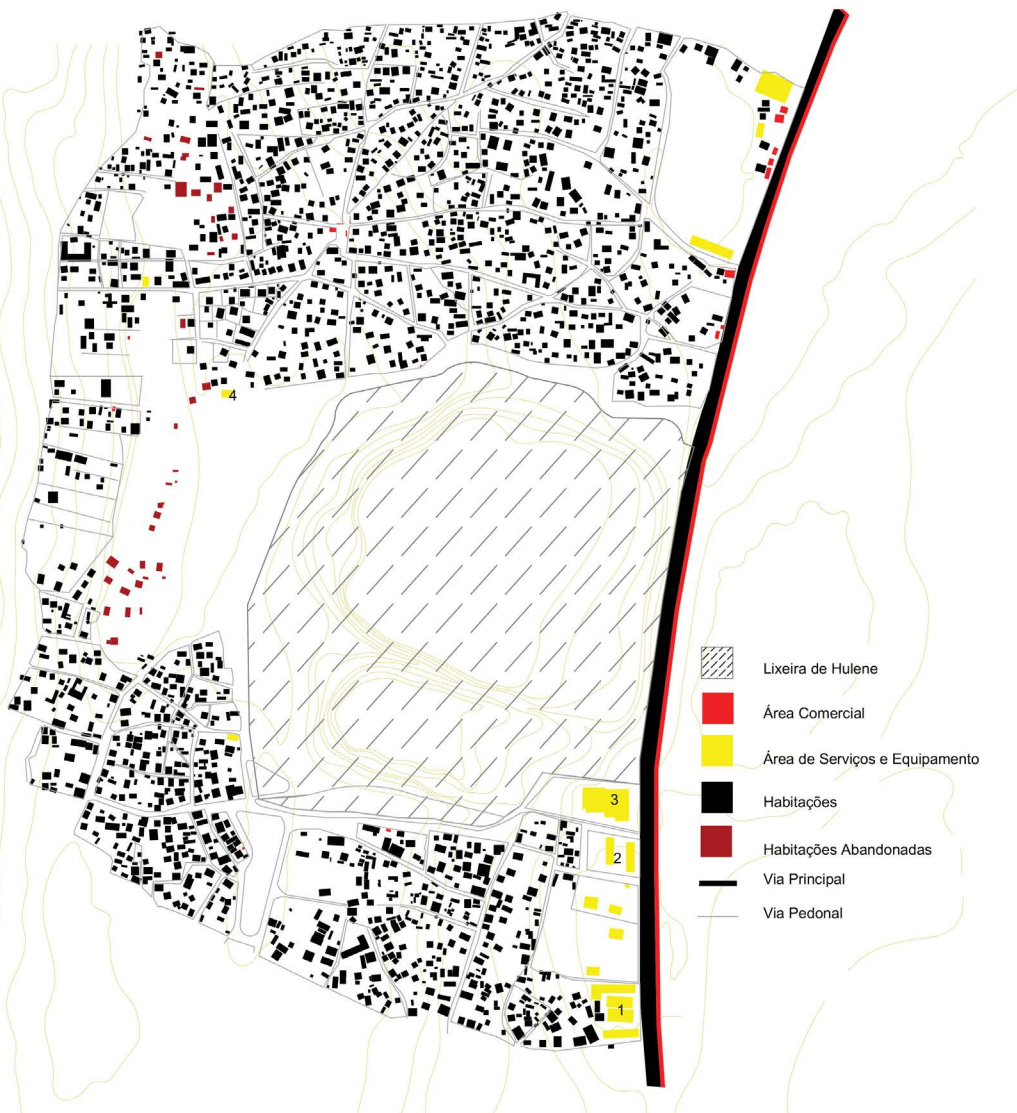 4
3
2
1
Lixeira de Hulene
Área Comercial
Área de Serviços e Equipamento
Habitações
Habitações Abandonadas
Via Principal
Via Pedonal